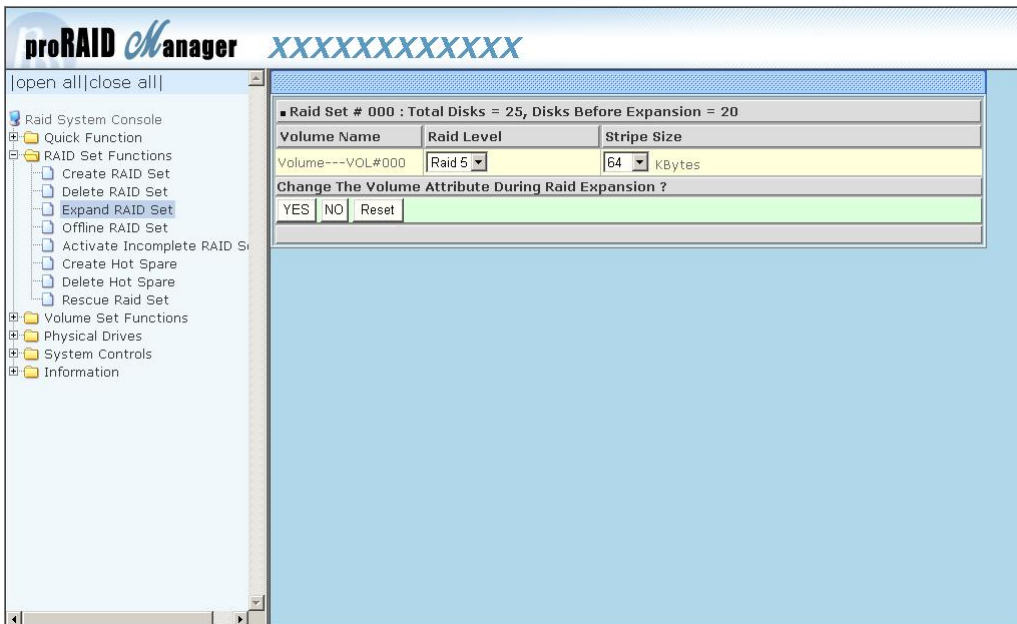 proRAID Manager XXXXXXXXXXXX
|open all|close all|
Raid System Console
Quick Function
RAID Set Functions
Create RAID Set
Delete RAID Set
Expand RAID Set
Offline RAID Set
Activate Incomplete RAID Se
Create Hot Spare
Delete Hot Spare
Rescue Raid Set
Volume Set Functions
Physical Drives
System Controls
Information
Raid Set # 000 : Total Disks = 25, Disks Before Expansion = 20
Volume Name Raid Level Stripe Size
Volume---VOL#000 Raid 5 64 KBytes
Change The Volume Attribute During Raid Expansion ?
YES NO Reset